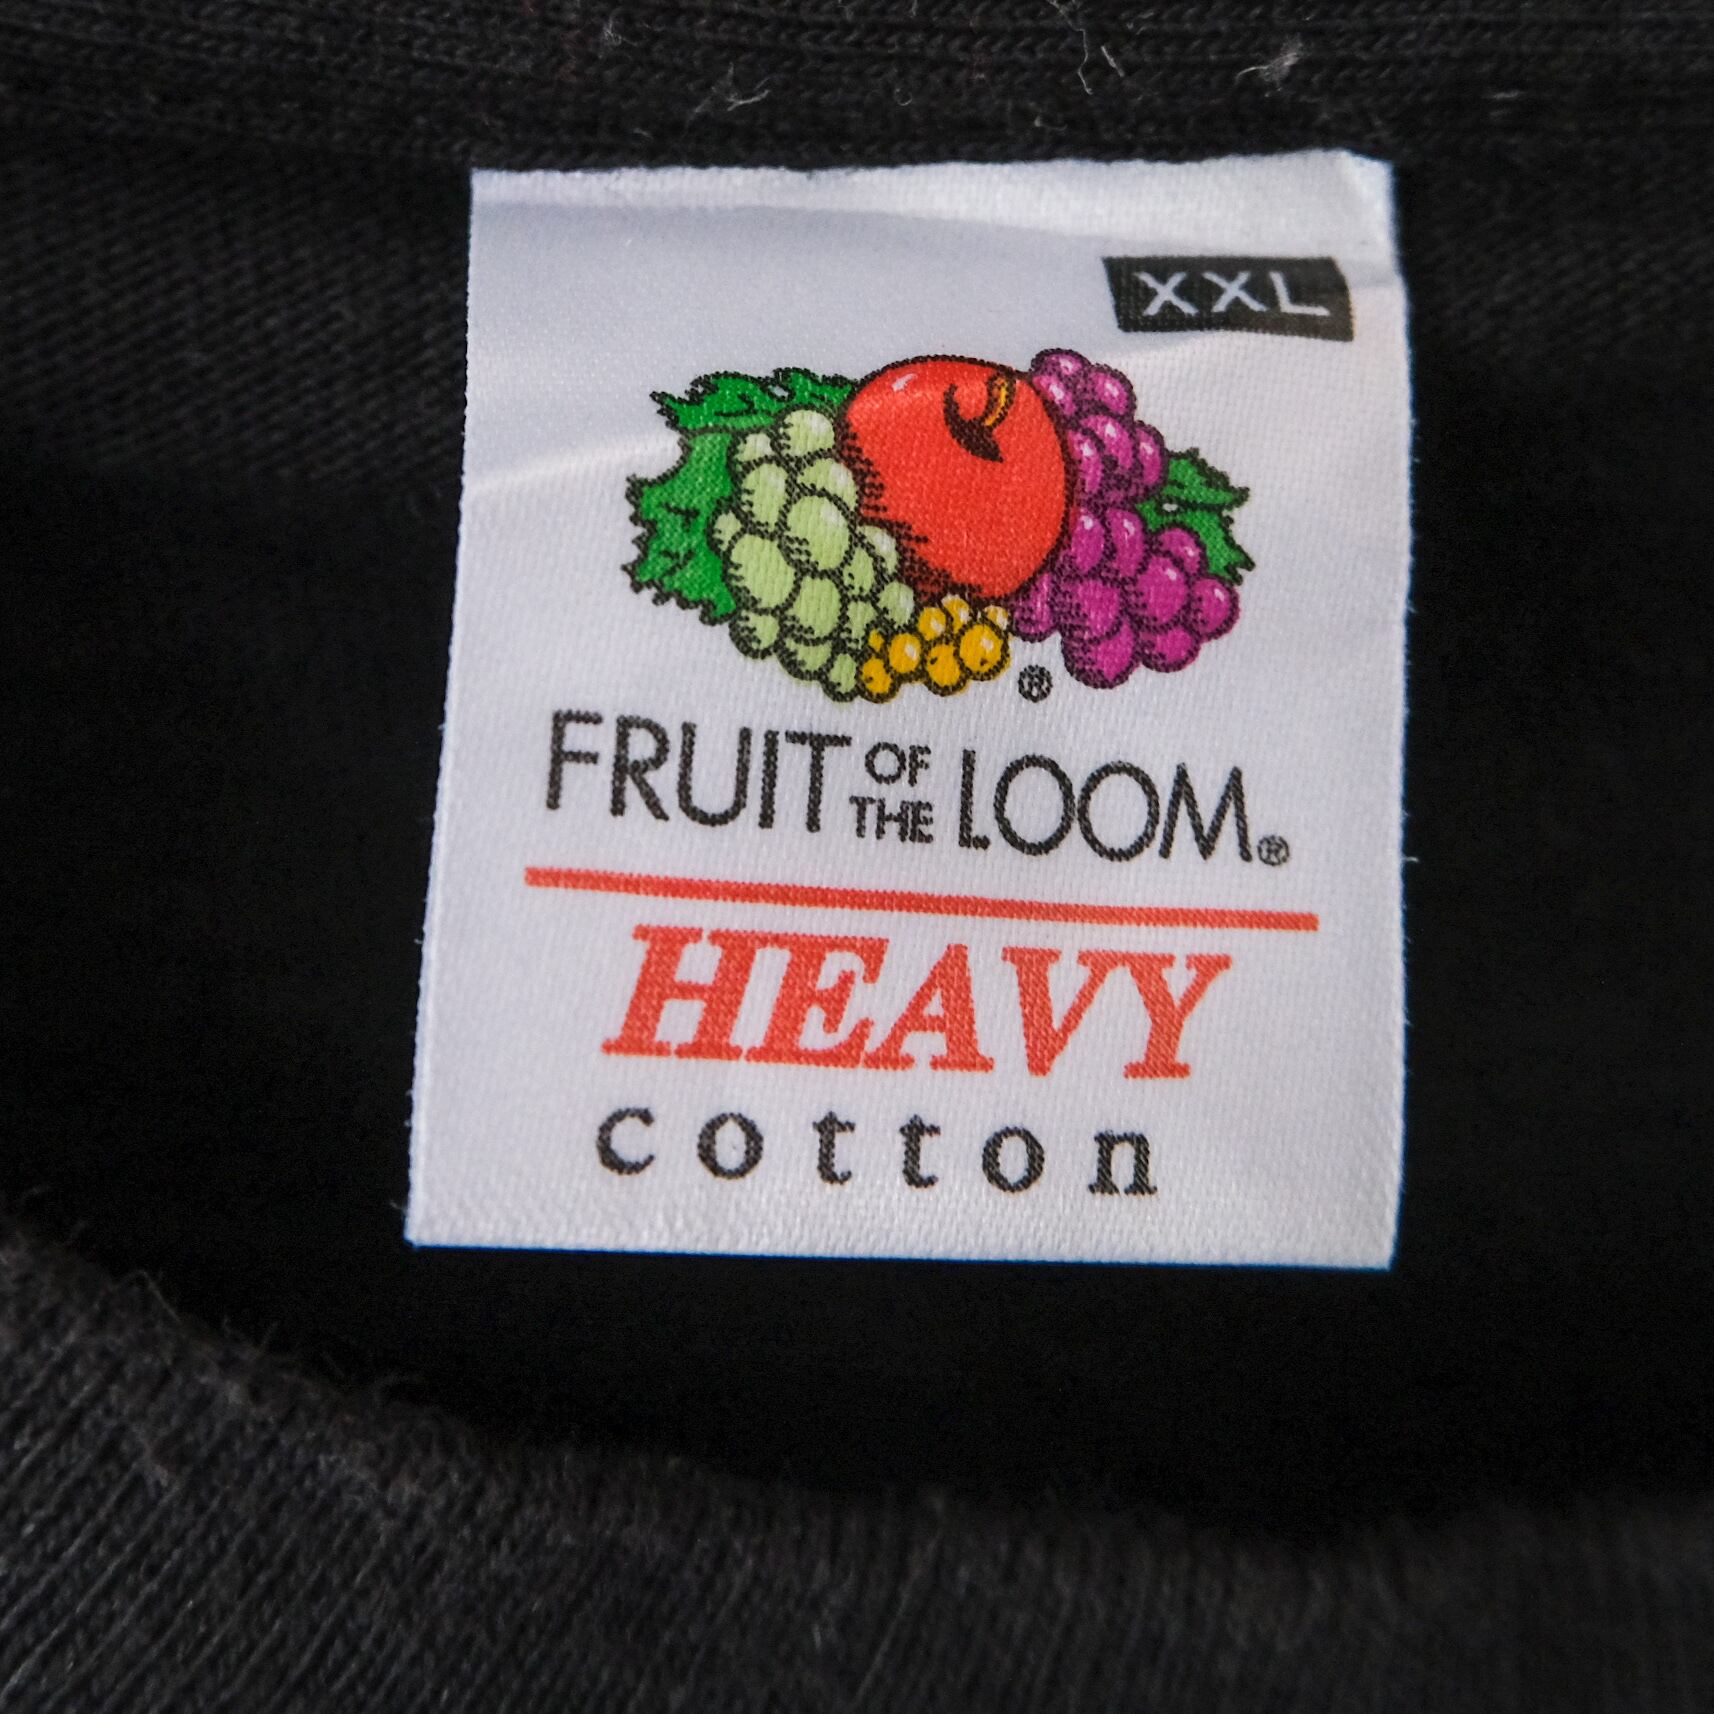 XXL
®
FRUIT OF THE LOOM®
HEAVY
cotton